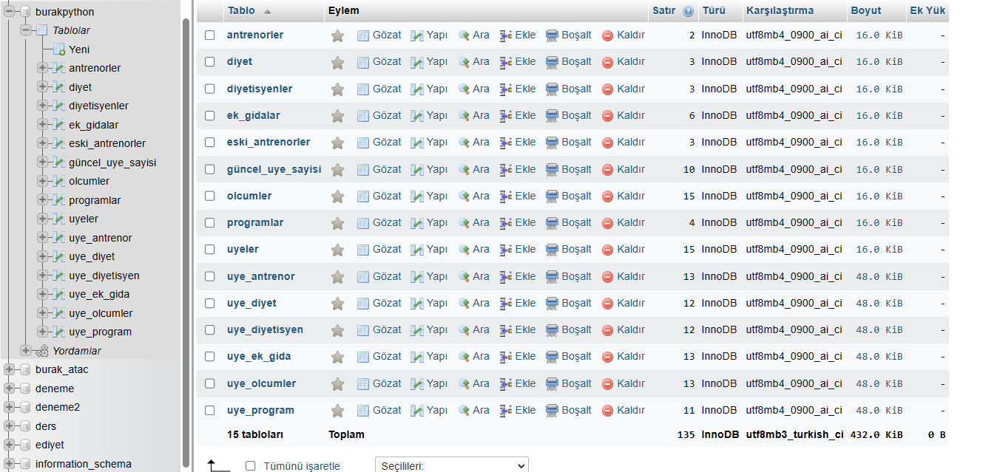 burakpython
Tablolar
Yeni
antrenorler
diyet
diyetisyenler
ek_gidalar
eski_antrenorler
güncel_uye_sayisi
olcumler
programlar
uyeler
uye_antrenor
uye_diyet
uye_diyetisyen
uye_ek_gida
uye_olcumler
uye_program
Yordamlar
burak_atac
deneme
deneme2
ders
ediyet
information_schema
Tablo Eylem Satır Türü Karşılaştırma Boyut Ek Yük
antrenorler Gözat Yapı Ara Ekle Boşalt Kaldır 2 InnoDB utf8mb4_0900_ai_ci 16.0 KiB -
diyet Gözat Yapı Ara Ekle Boşalt Kaldır 3 InnoDB utf8mb4_0900_ai_ci 16.0 KiB -
diyetisyenler Gözat Yapı Ara Ekle Boşalt Kaldır 3 InnoDB utf8mb4_0900_ai_ci 16.0 KiB -
ek_gidalar Gözat Yapı Ara Ekle Boşalt Kaldır 6 InnoDB utf8mb4_0900_ai_ci 16.0 KiB -
eski_antrenorler Gözat Yapı Ara Ekle Boşalt Kaldır 3 InnoDB utf8mb4_0900_ai_ci 16.0 KiB -
güncel_uye_sayisi Gözat Yapı Ara Ekle Boşalt Kaldır 10 InnoDB utf8mb4_0900_ai_ci 16.0 KiB -
olcumler Gözat Yapı Ara Ekle Boşalt Kaldır 15 InnoDB utf8mb4_0900_ai_ci 16.0 KiB -
programlar Gözat Yapı Ara Ekle Boşalt Kaldır 4 InnoDB utf8mb4_0900_ai_ci 16.0 KiB -
uyeler Gözat Yapı Ara Ekle Boşalt Kaldır 15 InnoDB utf8mb4_0900_ai_ci 16.0 KiB -
uye_antrenor Gözat Yapı Ara Ekle Boşalt Kaldır 13 InnoDB utf8mb4_0900_ai_ci 48.0 KiB -
uye_diyet Gözat Yapı Ara Ekle Boşalt Kaldır 12 InnoDB utf8mb4_0900_ai_ci 48.0 KiB -
uye_diyetisyen Gözat Yapı Ara Ekle Boşalt Kaldır 12 InnoDB utf8mb4_0900_ai_ci 48.0 KiB -
uye_ek_gida Gözat Yapı Ara Ekle Boşalt Kaldır 13 InnoDB utf8mb4_0900_ai_ci 48.0 KiB -
uye_olcumler Gözat Yapı Ara Ekle Boşalt Kaldır 13 InnoDB utf8mb4_0900_ai_ci 48.0 KiB -
uye_program Gözat Yapı Ara Ekle Boşalt Kaldır 11 InnoDB utf8mb4_0900_ai_ci 48.0 KiB -
15 tabloları Toplam 135 InnoDB utf8mb3_turkish_ci 432.0 KiB 0 B
Tümünü işaretle Seçilileri: